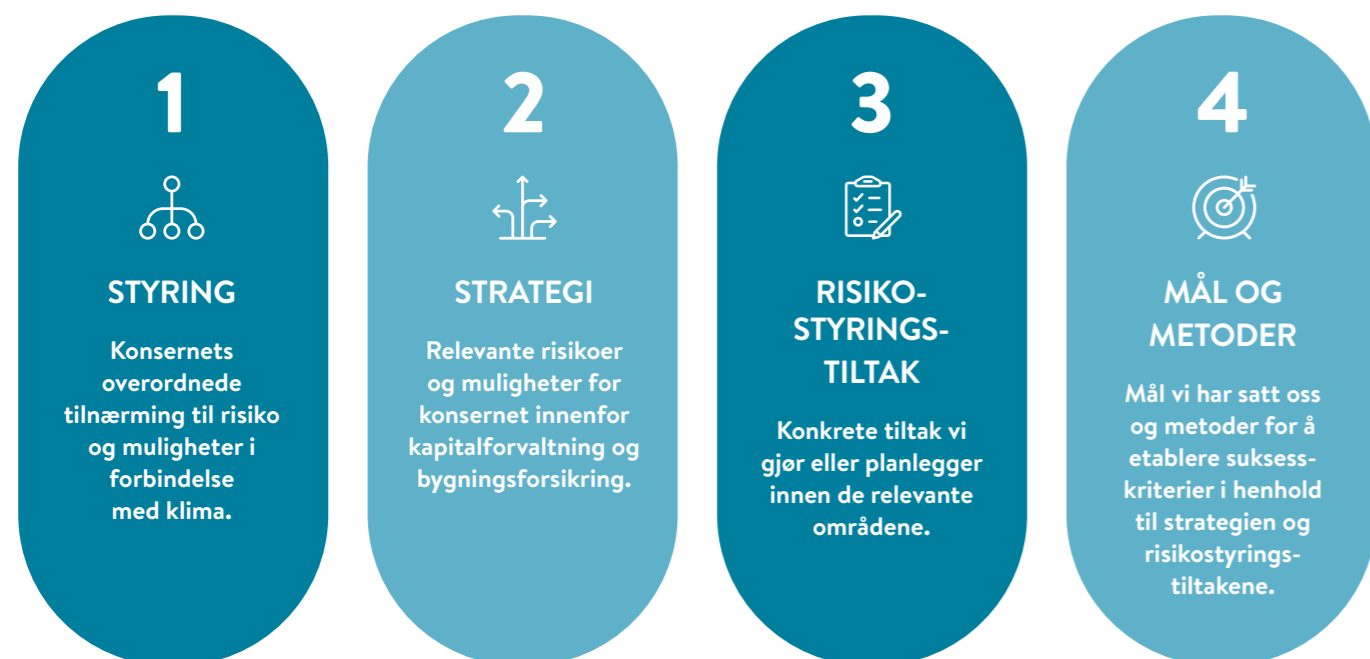 1
STYRING
Konsernets
overordnede
tilnærming til risiko
og muligheter i
forbindelse
med klima.
2
STRATEGI
Relevante risikoer
og muligheter for
konsernet innenfor
kapitalforvaltning og
bygningsforsikring.
3
RISIKO-
STYRINGS-
TILTAK
Konkrete tiltak vi
gjør eller planlegger
innen de relevante
områdene.
4
MÅL OG
METODER
Mål vi har satt oss
og metoder for å
etablere suksess-
kriterier i henhold
til strategien og
risikostyrings-
tiltakene.